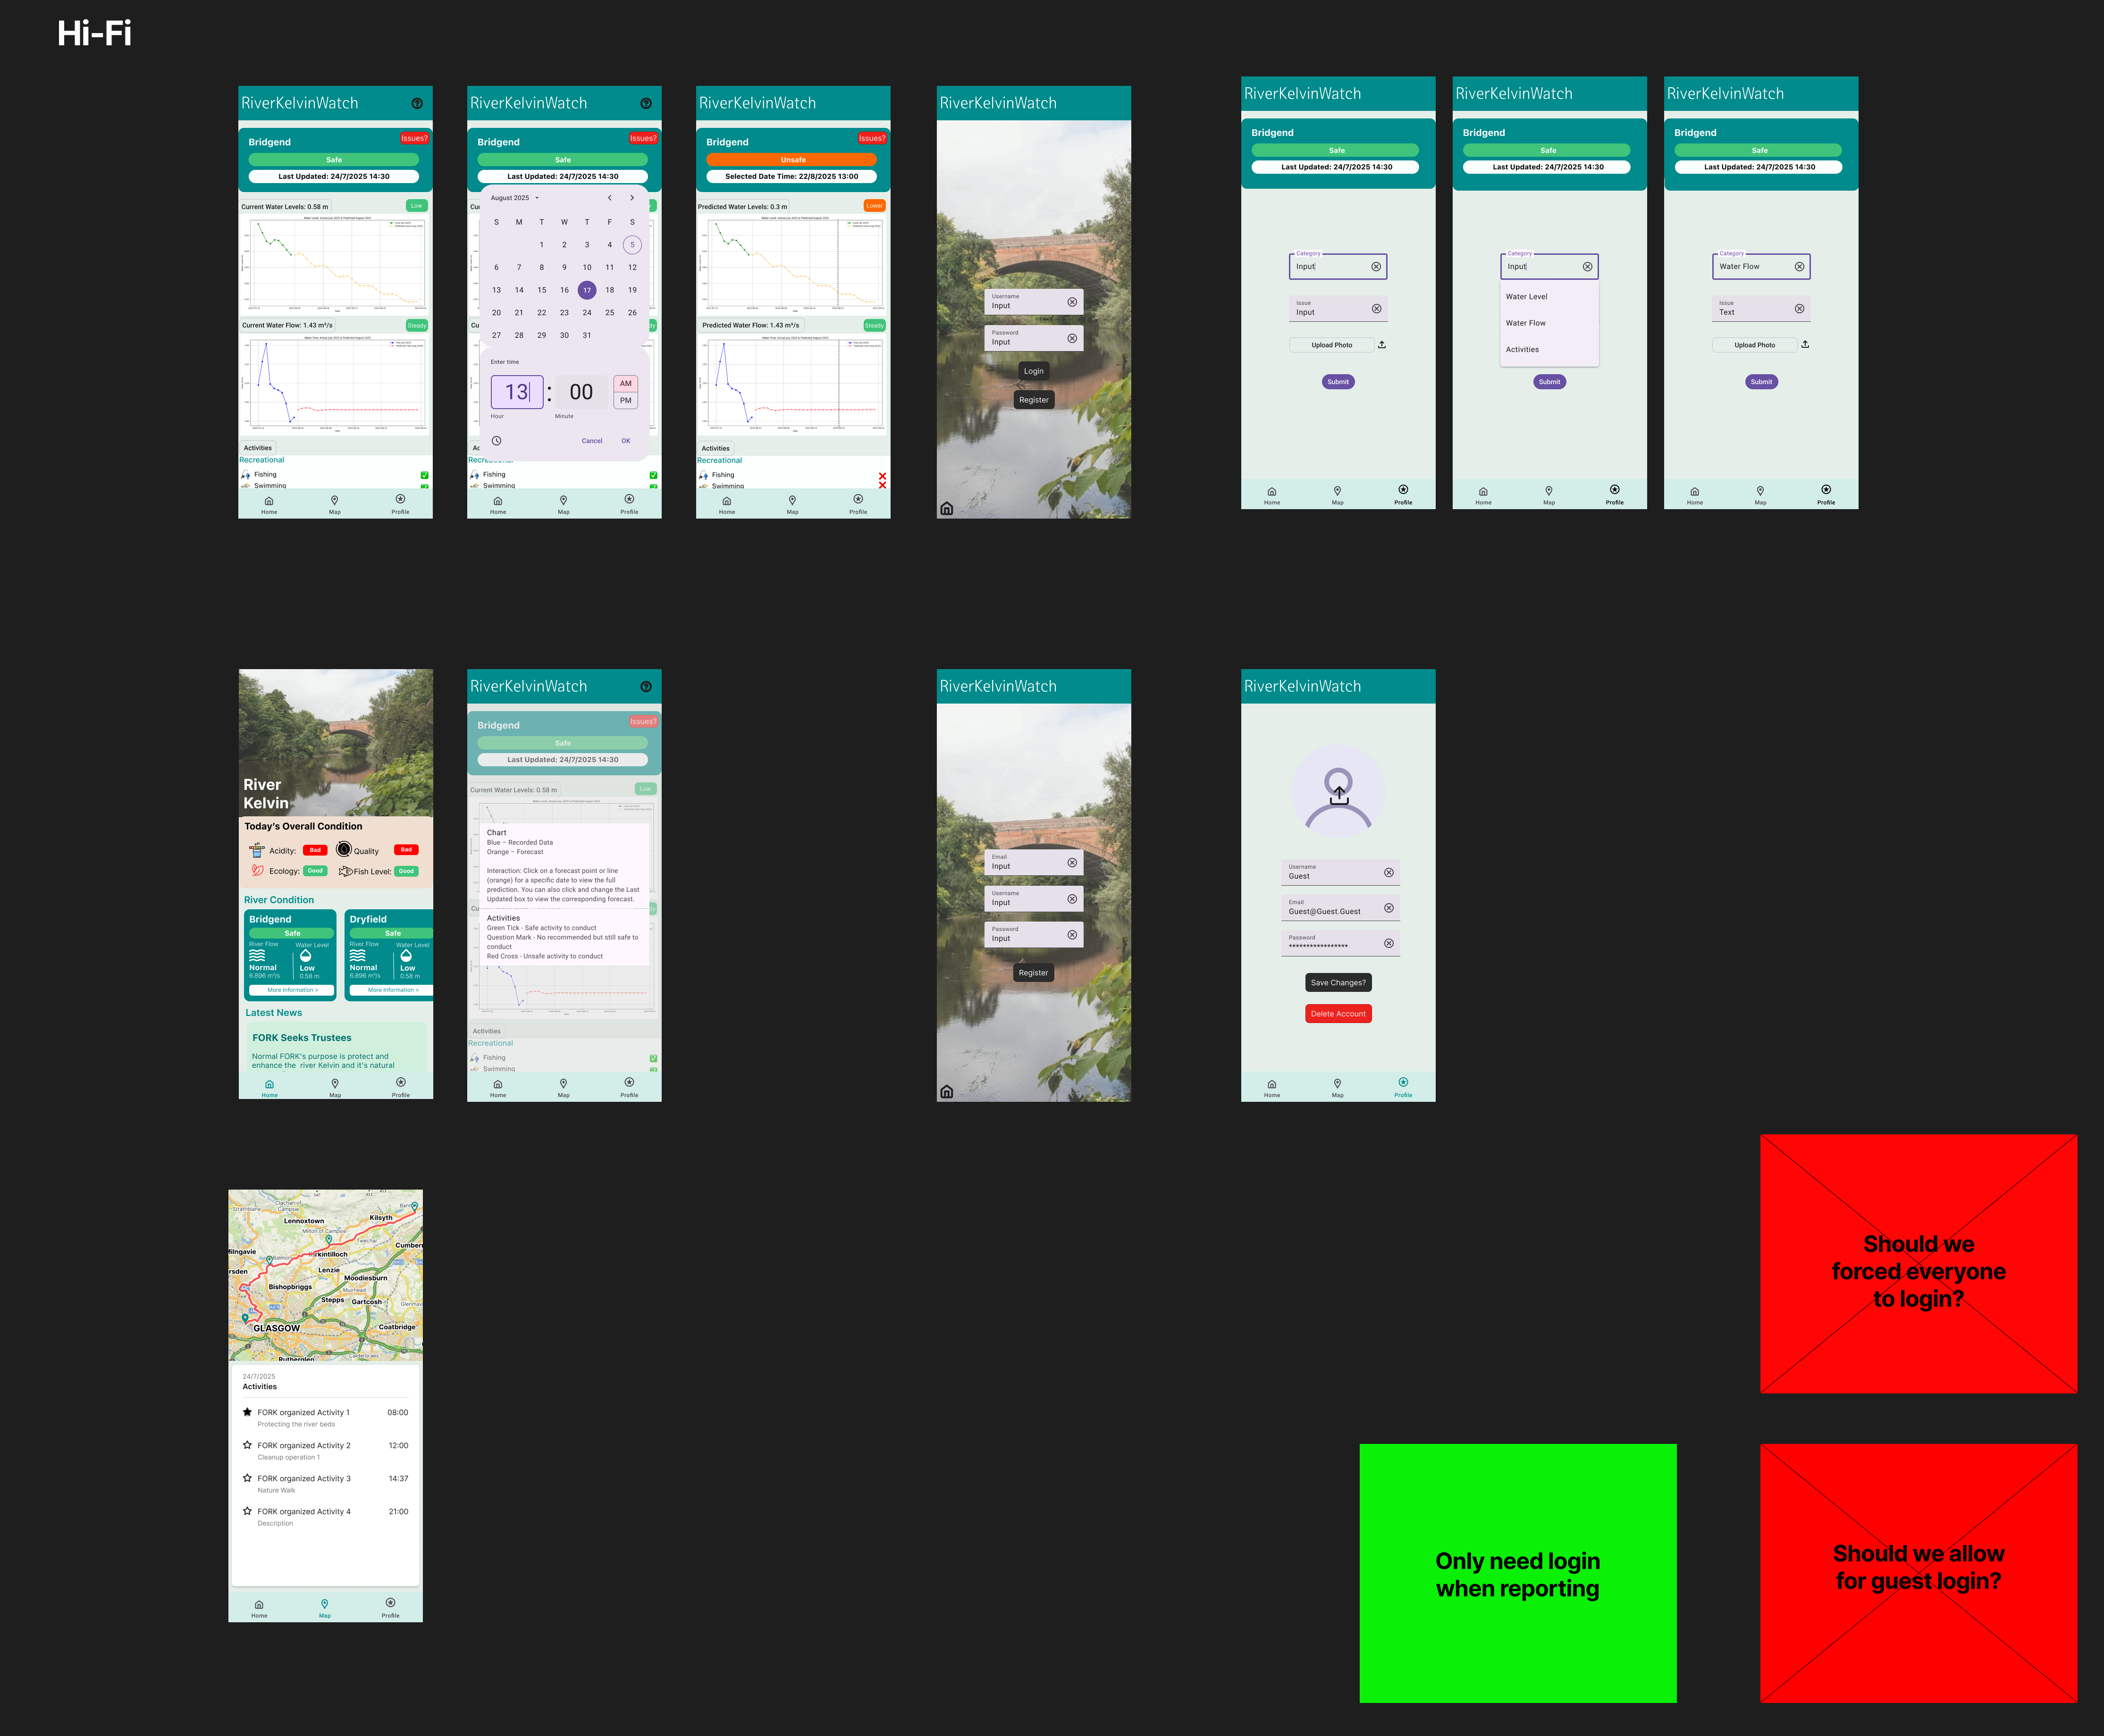 Hi-Fi
RiverKelvinWatch
Issues?
Bridgend
Safe
Last Updated: 24/7/2025 14:30
Current Water Levels: 0.58 m
Low
Current Water Flow: 1.43 m³/s
Steady
Activities
Recreational
Fishing
Swimming
Home
Map
Profile
RiverKelvinWatch
Issues?
Bridgend
Safe
Last Updated: 24/7/2025 14:30
August 2025
S M T W T F S
1 2 3 4 5
6 7 8 9 10 11 12
13 14 15 16 17 18 19
20 21 22 23 24 25 26
27 28 29 30 31
Enter time
13 : 00
AM
PM
Hour
Minute
Cancel
OK
Fishing
Swimming
Home
Map
Profile
RiverKelvinWatch
Issues?
Bridgend
Unsafe
Selected Date Time: 22/8/2025 13:00
Predicted Water Levels: 0.3 m
Lower
Predicted Water Flow: 1.43 m³/s
Steady
Activities
Recreational
Fishing
Swimming
Home
Map
Profile
RiverKelvinWatch
Username
Input
Password
Input
Login
Register
RiverKelvinWatch
Bridgend
Safe
Last Updated: 24/7/2025 14:30
Category
Input
Issue
Input
Upload Photo
Submit
Home
Map
Profile
RiverKelvinWatch
Bridgend
Safe
Last Updated: 24/7/2025 14:30
Category
Input
Water Level
Water Flow
Activities
Submit
Home
Map
Profile
RiverKelvinWatch
Bridgend
Safe
Last Updated: 24/7/2025 14:30
Category
Water Flow
Issue
Text
Upload Photo
Submit
Home
Map
Profile
River
Kelvin
Today's Overall Condition
Acidity: Bad
Quality Bad
Ecology: Good
Fish Level: Good
River Condition
Bridgend
Safe
River Flow
Water Level
Normal
Low
6.896 m³/s
0.58 m
More Information >
Dryfield
Safe
River Flow
Water Level
Normal
Low
6.896 m³/s
0.58 m
More Information >
Latest News
FORK Seeks Trustees
Normal FORK's purpose is protect and
enhance the river Kelvin and it's natural
Home
Map
Profile
RiverKelvinWatch
Issues?
Bridgend
Safe
Last Updated: 24/7/2025 14:30
Current Water Levels: 0.58 m
Low
Chart
Blue – Recorded Data
Orange – Forecast
Interaction: Click on a forecast point or line
(orange) for a specific date to view the full
prediction. You can also click and change the Last
Updated box to view the corresponding forecast.
Activities
Green Tick - Safe activity to conduct
Question Mark - No recommended but still safe to
conduct
Red Cross - Unsafe activity to conduct
Activities
Recreational
Fishing
Swimming
Home
Map
Profile
RiverKelvinWatch
Email
Input
Username
Input
Password
Input
Register
RiverKelvinWatch
Username
Guest
Email
Guest@Guest.Guest
Password
*****************
Save Changes?
Delete Account
Home
Map
Profile
Strathblane
Clachan of
Campsie
Lennoxtown
Milton of Campsie
Kilsyth
Bant
Milngavie
Balmore
Kirkintilloch
Twechar
Cumbern
rsden
Lenzie
Bishopbriggs
Moodiesburn
Muirhead
Stepps
Gartcosh
Glenmav
GLASGOW
Coatbridge
Rutherglen
Calderbraes
24/7/2025
Activities
FORK organized Activity 1 08:00
Protecting the river beds
FORK organized Activity 2 12:00
Cleanup operation 1
FORK organized Activity 3 14:37
Nature Walk
FORK organized Activity 4 21:00
Description
Home
Map
Profile
Should we
forced everyone
to login?
Only need login
when reporting
Should we allow
for guest login?